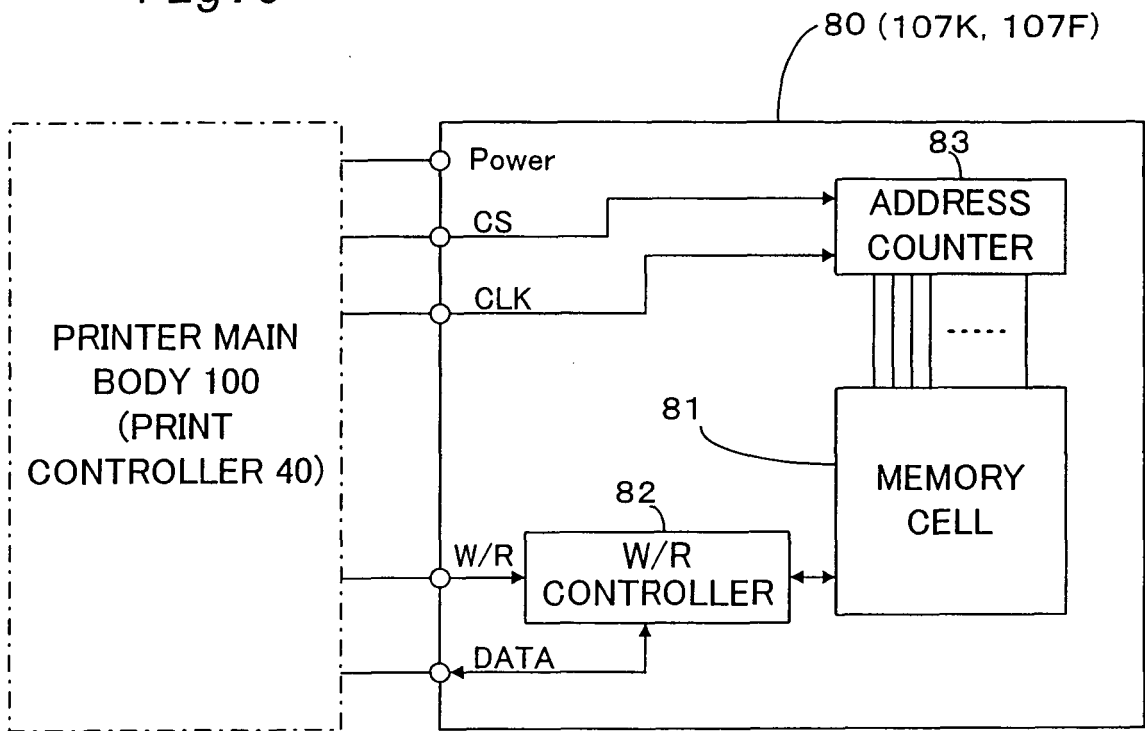 80 (107K, 107F)
83
Power
ADDRESS
COUNTER
CS
CLK
PRINTER MAIN
BODY 100
(PRINT
CONTROLLER 40)
81
MEMORY
CELL
82
W/R
W/R
CONTROLLER
DATA